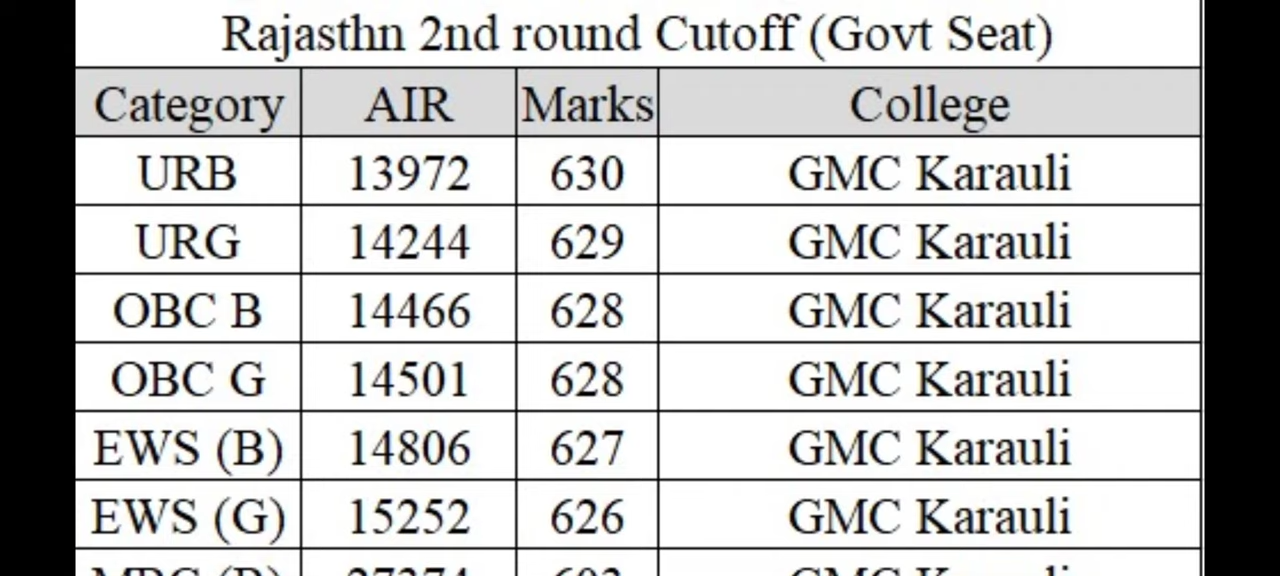 Rajasthn 2nd round Cutoff (Govt Seat)
Category AIR Marks College
URB 13972 630 GMC Karauli
URG 14244 629 GMC Karauli
OBC B 14466 628 GMC Karauli
OBC G 14501 628 GMC Karauli
EWS (B) 14806 627 GMC Karauli
EWS (G) 15252 626 GMC Karauli